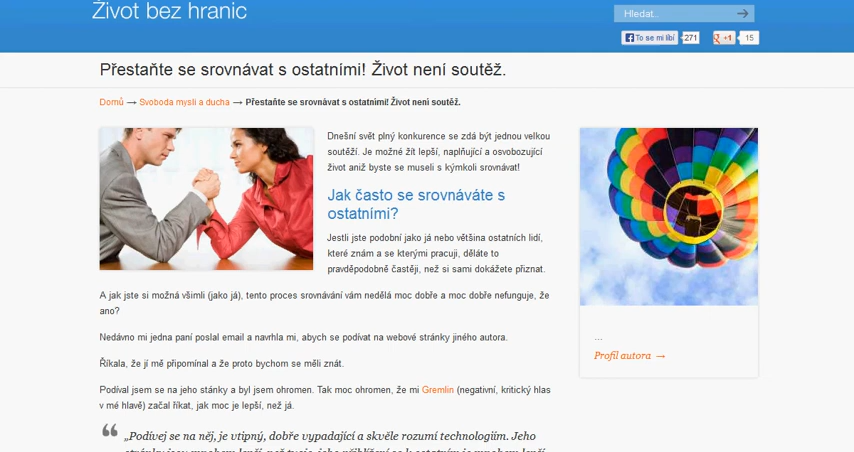 Život bez hranic
Hledat..
To se mi líbí 271
+1 15
Přestaňte se srovnávat s ostatními! Život není soutěž.
Domů → Svoboda mysli a ducha → Přestaňte se srovnávat s ostatními! Život není soutěž.
Dnešní svět plný konkurence se zdá být jednou velkou
soutěží. Je možné žít lepší, naplňující a osvobozující
život aniž byste se museli s kýmkoli srovnávat!
Jak často se srovnáváte s
ostatními?
Jestli jste podobní jako já nebo většina ostatních lidí,
které znám a se kterými pracuji, děláte to
pravděpodobně častěji, než si sami dokážete přiznat.
A jak jste si možná všimli (jako já), tento proces srovnávání vám nedělá moc dobře a moc dobře nefunguje, že
ano?
Nedávno mi jedna paní poslal email a navrhla mi, abych se podívat na webové stránky jiného autora.
Říkala, že jí mě připomínal a že proto bychom se měli znát.
Podíval jsem se na jeho stánky a byl jsem ohromen. Tak moc ohromen, že mi Gremlin (negativní, kritický hlas
v mé hlavě) začal říkat, jak moc je lepší, než já.
„Podívej se na něj, je vtipný, dobře vypadající a skvěle rozumí technologiím. Jeho
...
Profil autora →